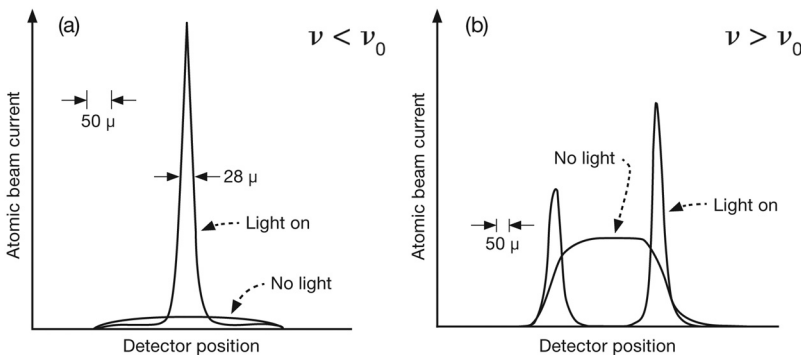 (a)
ν < ν₀
50 μ
28 μ
Light on
No light
Atomic beam current
Detector position
(b)
ν > ν₀
No light
50 μ
Light on
Atomic beam current
Detector position